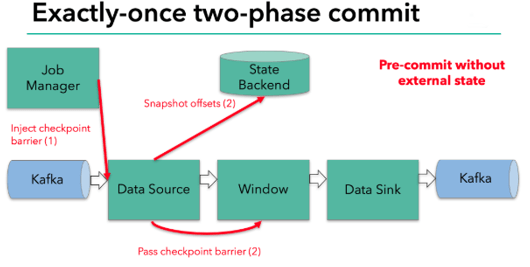 Exactly-once two-phase commit
Job
Manager
State
Backend
Pre-commit without
external state
Snapshot offsets (2)
Inject checkpoint
barrier (1)
Kafka
Data Source
Window
Data Sink
Kafka
Pass checkpoint barrier (2)